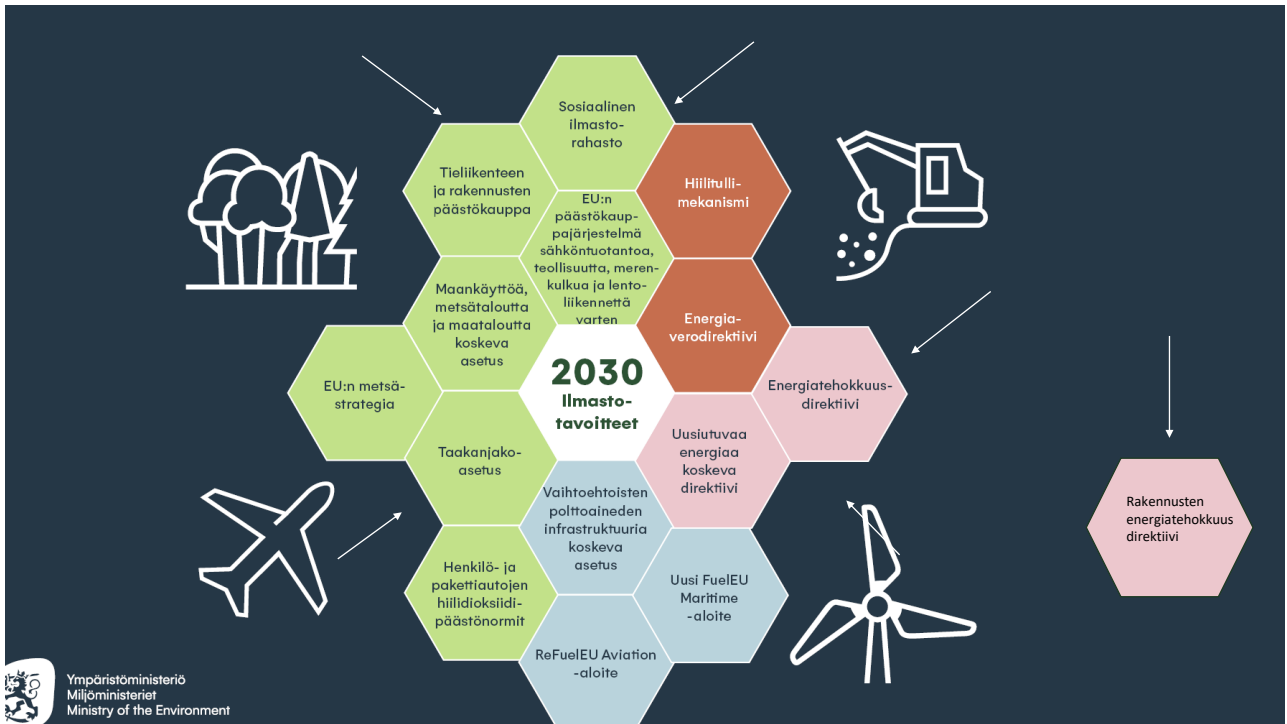 Sosiaalinen
ilmasto-
rahasto
Tieliikenteen
ja rakennusten
päästökauppa
Hiilitulli-
mekanismi
EU:n
päästökaup-
pajärjestelmä
sähköntuotantoa,
teollisuutta, meren-
kulkua ja lento-
liikennettä
varten
Maankäyttöä,
metsätaloutta
ja maataloutta
koskeva
asetus
Energia-
verodirektiivi
EU:n metsä-
strategia
2030
Ilmasto-
tavoitteet
Energiatehokkuus-
direktiivi
Taakanjako-
asetus
Uusiutuvaa
energiaa
koskeva
direktiivi
Vaihtoehtoisten
polttoaineden
infrastruktuuria
koskeva
asetus
Rakennusten
energiatehokkuus
direktiivi
Henkilö- ja
pakettiautojen
hiilidioksiidi-
päästönormit
Uusi FuelEU
Maritime
-aloite
ReFuelEU Aviation
-aloite
Ympäristöministeriö
Miljöministeriet
Ministry of the Environment